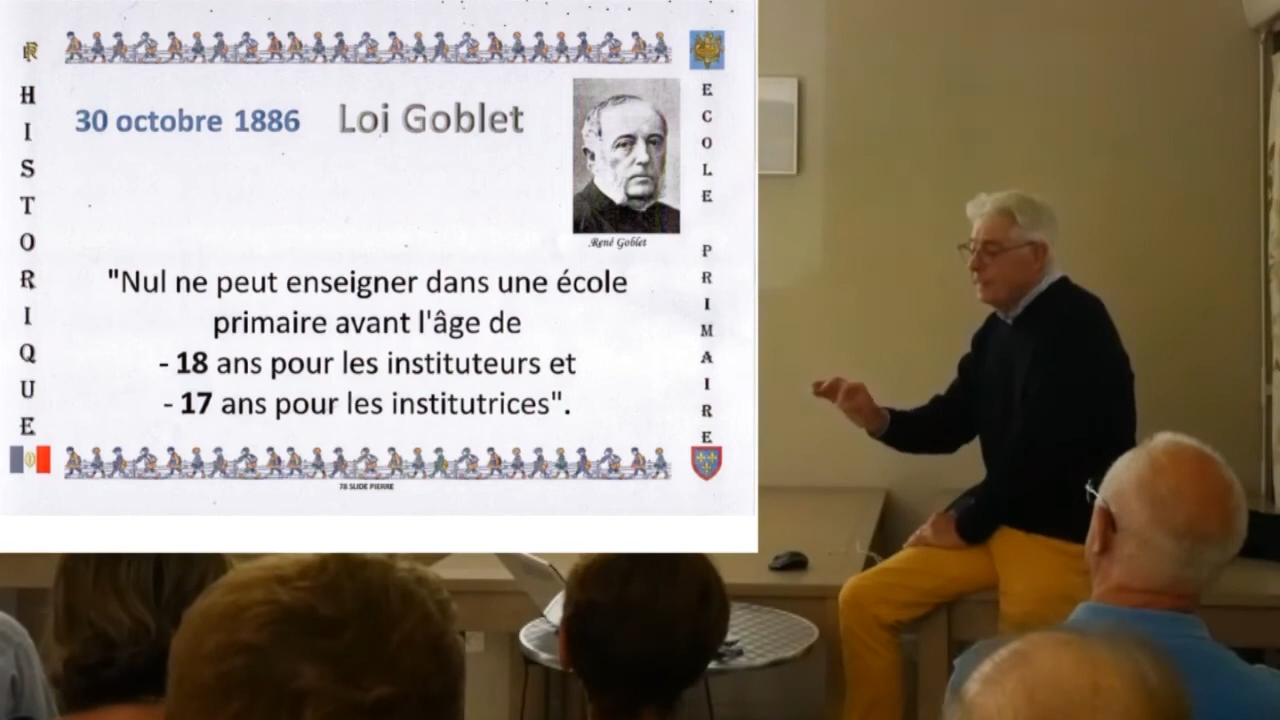 RF
HISTORIQUE
30 octobre 1886 Loi Goblet
René Goblet
"Nul ne peut enseigner dans une école
primaire avant l'âge de
- 18 ans pour les instituteurs et
- 17 ans pour les institutrices".
78 SLIDE PIERRE
ECOLE PRIMAIRE